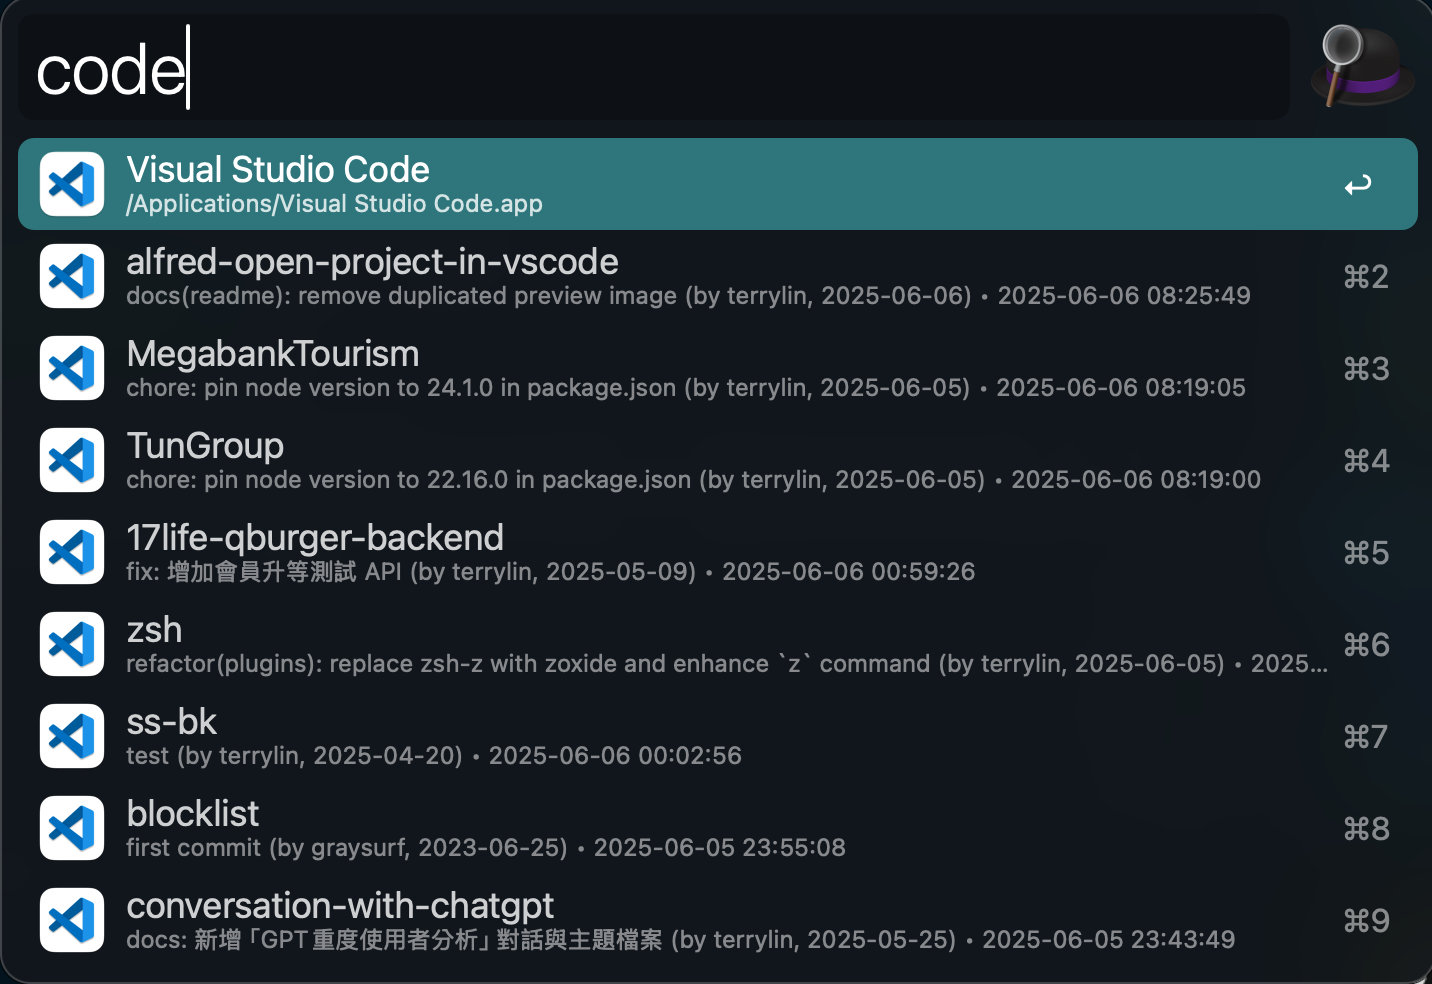 code
Visual Studio Code
/Applications/Visual Studio Code.app
↩
alfred-open-project-in-vscode
docs(readme): remove duplicated preview image (by terrylin, 2025-06-06) • 2025-06-06 08:25:49
⌘2
MegabankTourism
chore: pin node version to 24.1.0 in package.json (by terrylin, 2025-06-05) • 2025-06-06 08:19:05
⌘3
TunGroup
chore: pin node version to 22.16.0 in package.json (by terrylin, 2025-06-05) • 2025-06-06 08:19:00
⌘4
17life-qburger-backend
fix: 增加會員升等測試 API (by terrylin, 2025-05-09) • 2025-06-06 00:59:26
⌘5
zsh
refactor(plugins): replace zsh-z with zoxide and enhance `z` command (by terrylin, 2025-06-05) • 2025...
⌘6
ss-bk
test (by terrylin, 2025-04-20) • 2025-06-06 00:02:56
⌘7
blocklist
first commit (by graysurf, 2023-06-25) • 2025-06-05 23:55:08
⌘8
conversation-with-chatgpt
docs: 新增「GPT重度使用者分析」對話與主題檔案 (by terrylin, 2025-05-25) • 2025-06-05 23:43:49
⌘9